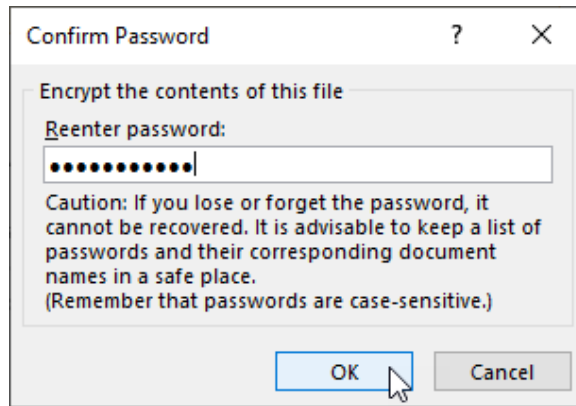 Confirm Password
Encrypt the contents of this file
Reenter password:
●●●●●●●●●●●
Caution: If you lose or forget the password, it
cannot be recovered. It is advisable to keep a list of
passwords and their corresponding document
names in a safe place.
(Remember that passwords are case-sensitive.)
OK Cancel